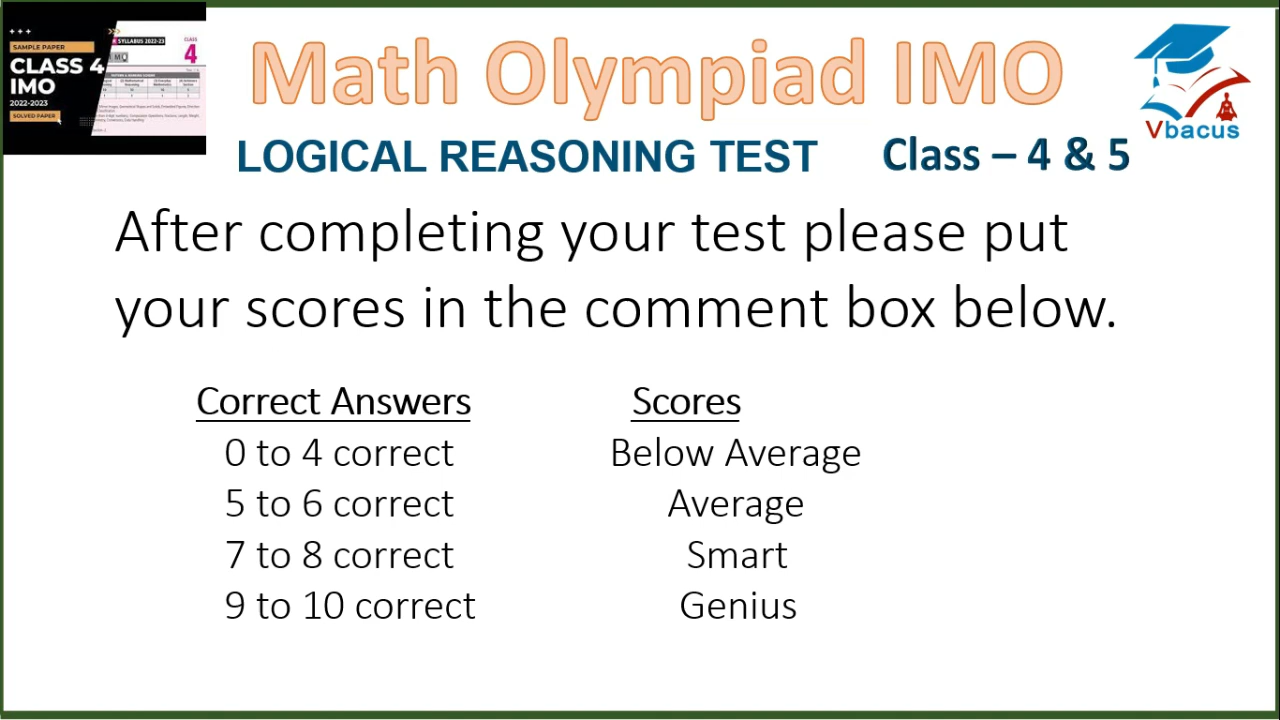 + + +
SAMPLE PAPER
CLASS 4
IMO
2022-2023
SOLVED PAPER
SYLLABUS 2022-23
CLASS
4
Math Olympiad IMO
Vbacus
LOGICAL REASONING TEST Class – 4 & 5
After completing your test please put
your scores in the comment box below.
Correct Answers Scores
0 to 4 correct Below Average
5 to 6 correct Average
7 to 8 correct Smart
9 to 10 correct Genius